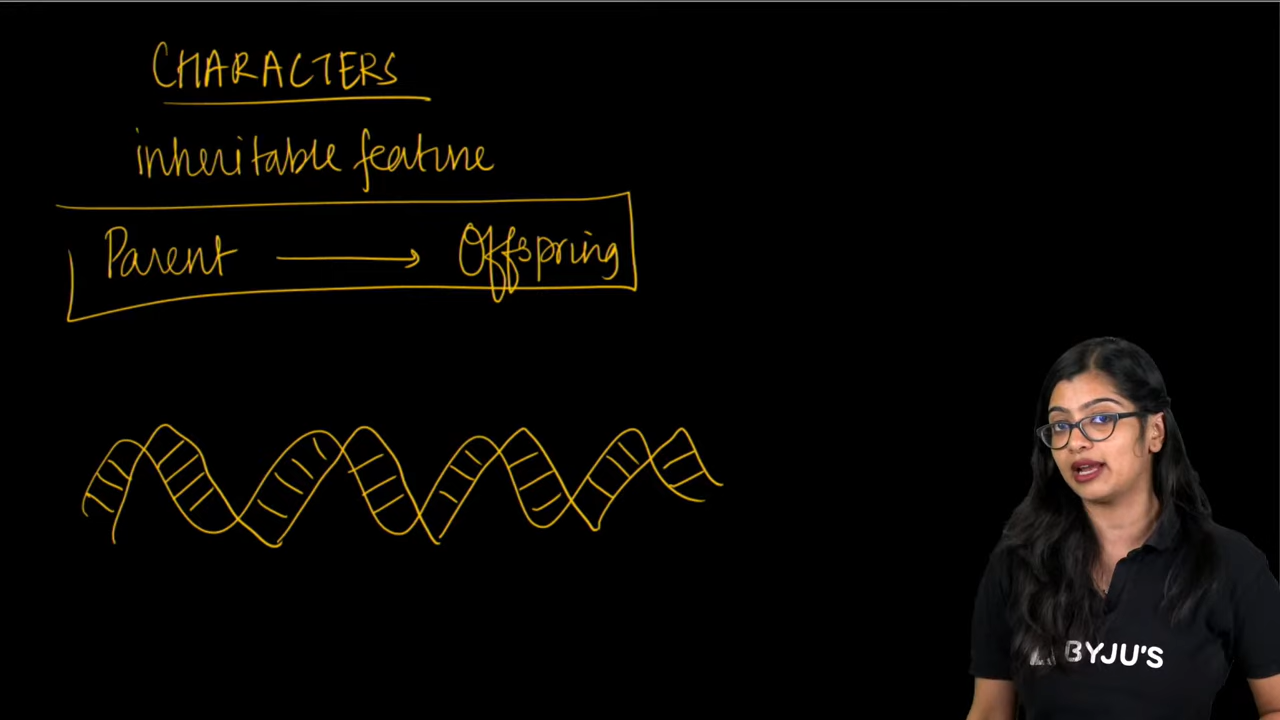 CHARACTERS
inheritable feature
Parent → Offspring
BYJU'S